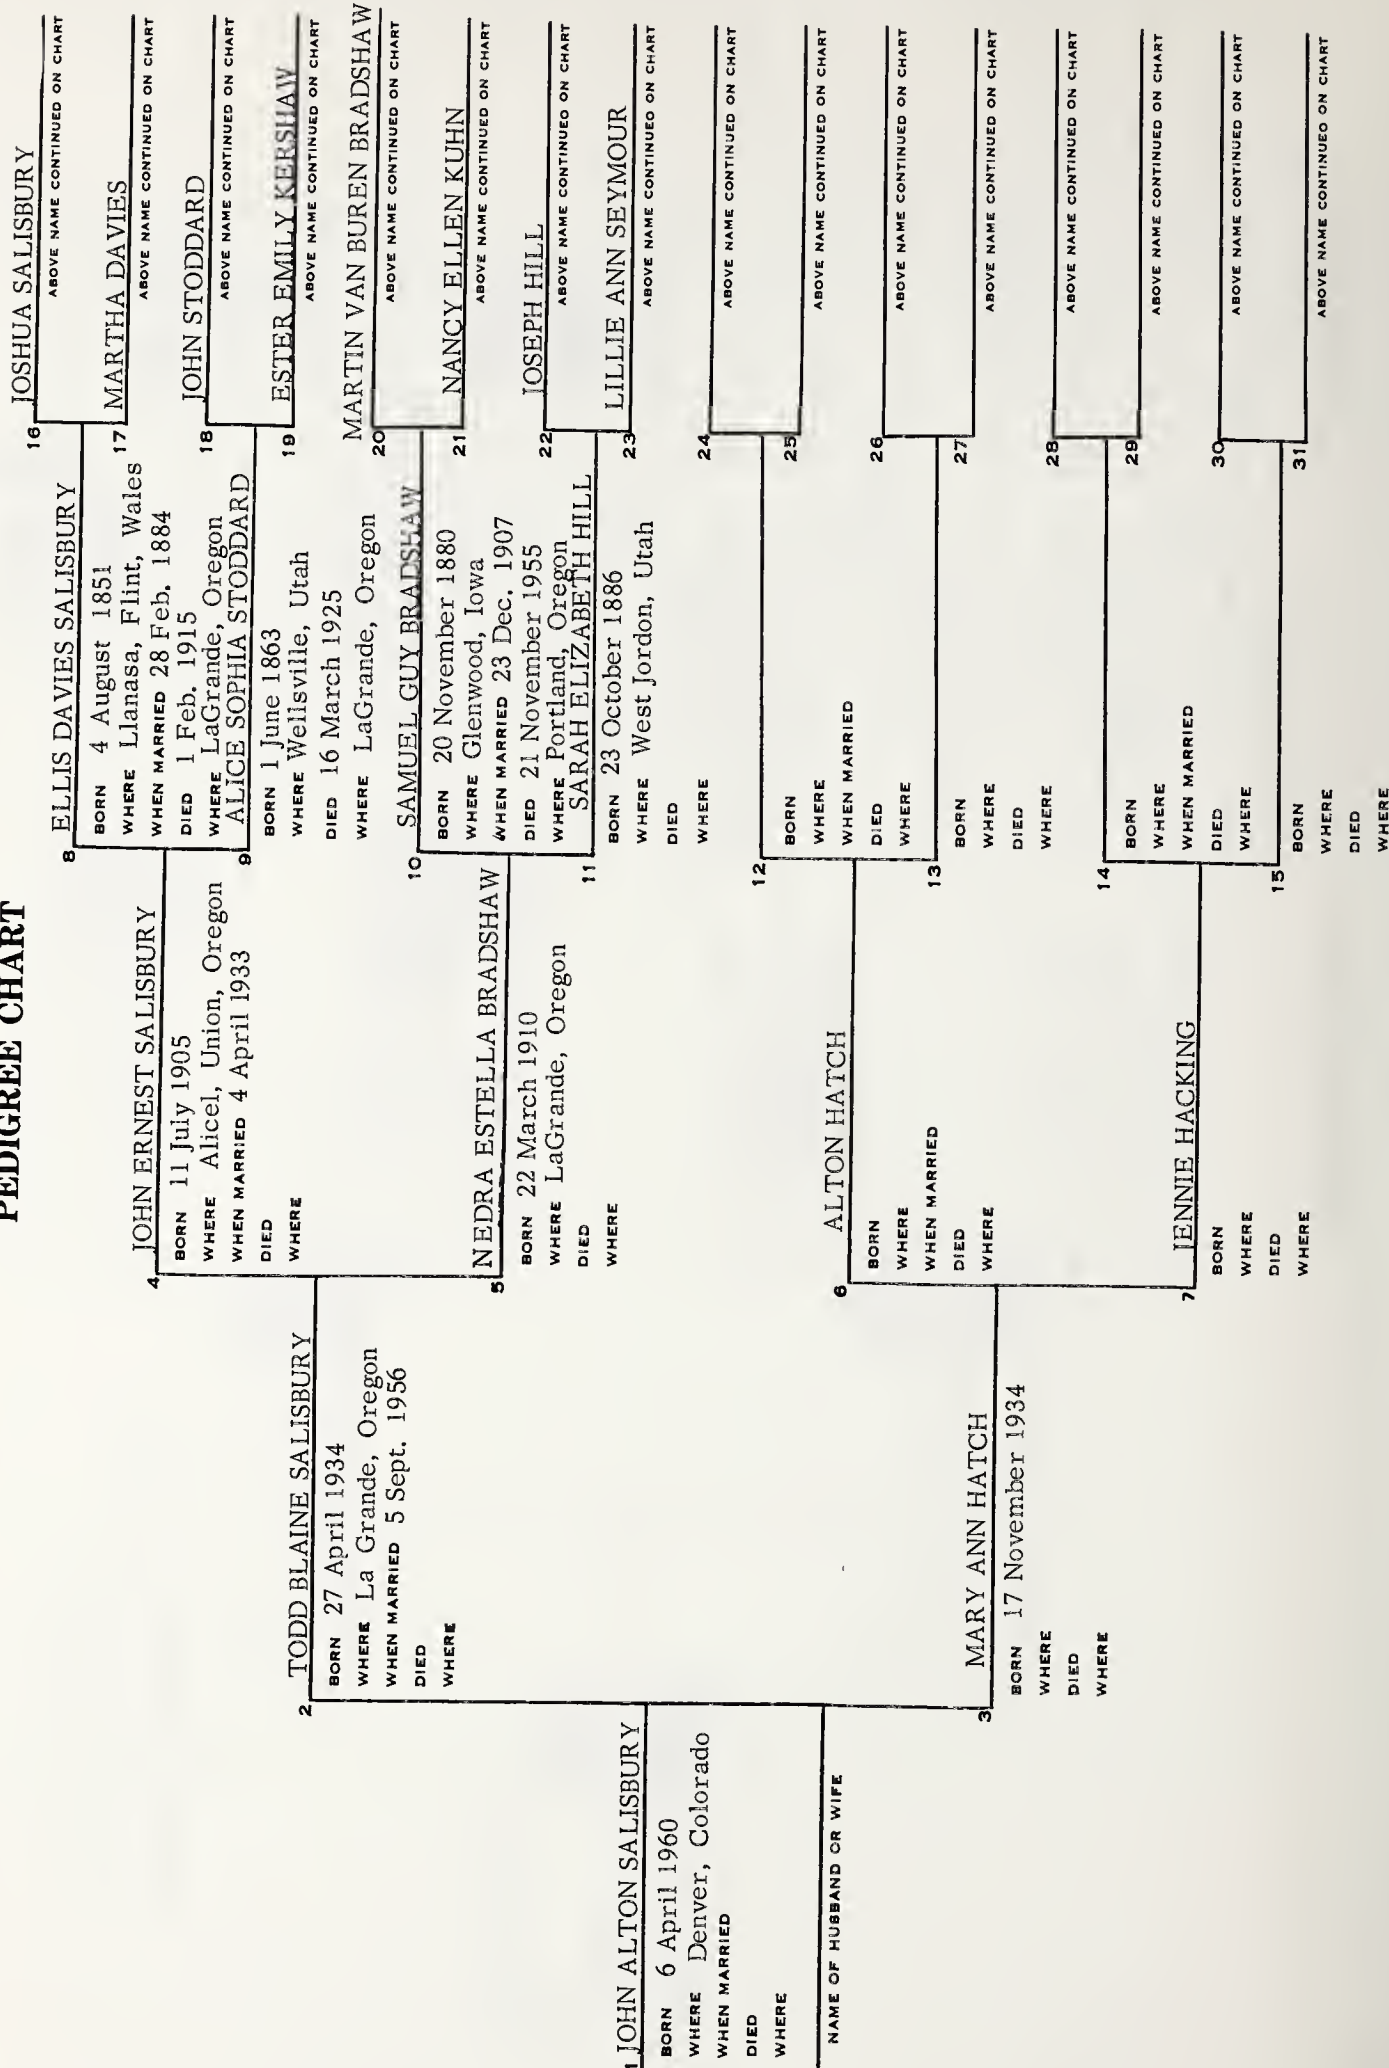 PEDIGREE CHART
1 JOHN ALTON SALISBURY
BORN 6 April 1960
WHERE Denver, Colorado
WHEN MARRIED
DIED
WHERE
NAME OF HUSBAND OR WIFE
2 TODD BLAINE SALISBURY
BORN 27 April 1934
WHERE La Grande, Oregon
WHEN MARRIED 5 Sept. 1956
DIED
WHERE
3 MARY ANN HATCH
BORN 17 November 1934
WHERE
DIED
WHERE
4 JOHN ERNEST SALISBURY
BORN 11 July 1905
WHERE Alicel, Union, Oregon
WHEN MARRIED 4 April 1933
DIED
WHERE
5 NEDRA ESTELLA BRADSHAW
BORN 22 March 1910
WHERE LaGrande, Oregon
DIED
WHERE
6 ALTON HATCH
BORN
WHERE
WHEN MARRIED
DIED
WHERE
7 JENNIE HACKING
BORN
WHERE
DIED
WHERE
8 ELLIS DAVIES SALISBURY
BORN 4 August 1851
WHERE Llanasa, Flint, Wales
WHEN MARRIED 28 Feb. 1884
DIED 1 Feb. 1915
WHERE LaGrande, Oregon
9 ALICE SOPHIA STODDARD
BORN 1 June 1863
WHERE Wellsville, Utah
DIED 16 March 1925
WHERE LaGrande, Oregon
10 SAMUEL GUY BRADSHAW
BORN 20 November 1880
WHERE Glenwood, Iowa
WHEN MARRIED 23 Dec. 1907
DIED 21 November 1955
WHERE Portland, Oregon
11 SARAH ELIZABETH HILL
BORN 23 October 1886
WHERE West Jordon, Utah
DIED
WHERE
12
BORN
WHERE
WHEN MARRIED
DIED
WHERE
13
BORN
WHERE
DIED
WHERE
14
BORN
WHERE
WHEN MARRIED
DIED
WHERE
15
BORN
WHERE
DIED
WHERE
16 JOSHUA SALISBURY
ABOVE NAME CONTINUED ON CHART
17 MARTHA DAVIES
ABOVE NAME CONTINUED ON CHART
18 JOHN STODDARD
ABOVE NAME CONTINUED ON CHART
19 ESTER EMILY KERSHAW
ABOVE NAME CONTINUED ON CHART
20 MARTIN VAN BUREN BRADSHAW
ABOVE NAME CONTINUED ON CHART
21 NANCY ELLEN KUHN
ABOVE NAME CONTINUED ON CHART
22 JOSEPH HILL
ABOVE NAME CONTINUED ON CHART
23 LILLIE ANN SEYMOUR
ABOVE NAME CONTINUED ON CHART
24
ABOVE NAME CONTINUED ON CHART
25
ABOVE NAME CONTINUED ON CHART
26
ABOVE NAME CONTINUED ON CHART
27
ABOVE NAME CONTINUED ON CHART
28
ABOVE NAME CONTINUED ON CHART
29
ABOVE NAME CONTINUED ON CHART
30
ABOVE NAME CONTINUED ON CHART
31
ABOVE NAME CONTINUED ON CHART